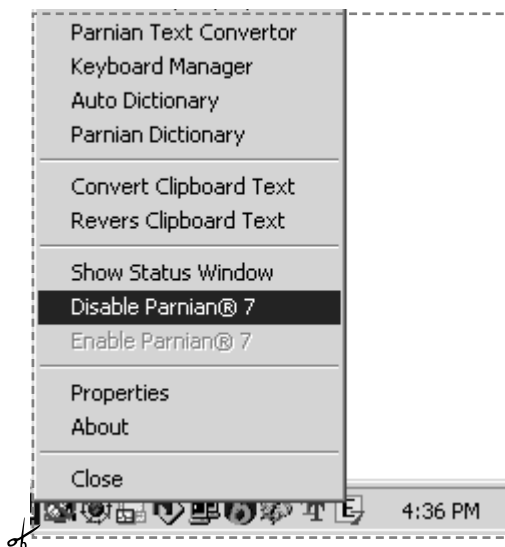 Parnian Text Convertor
Keyboard Manager
Auto Dictionary
Parnian Dictionary
Convert Clipboard Text
Revers Clipboard Text
Show Status Window
Disable Parnian® 7
Enable Parnian® 7
Properties
About
Close
4:36 PM